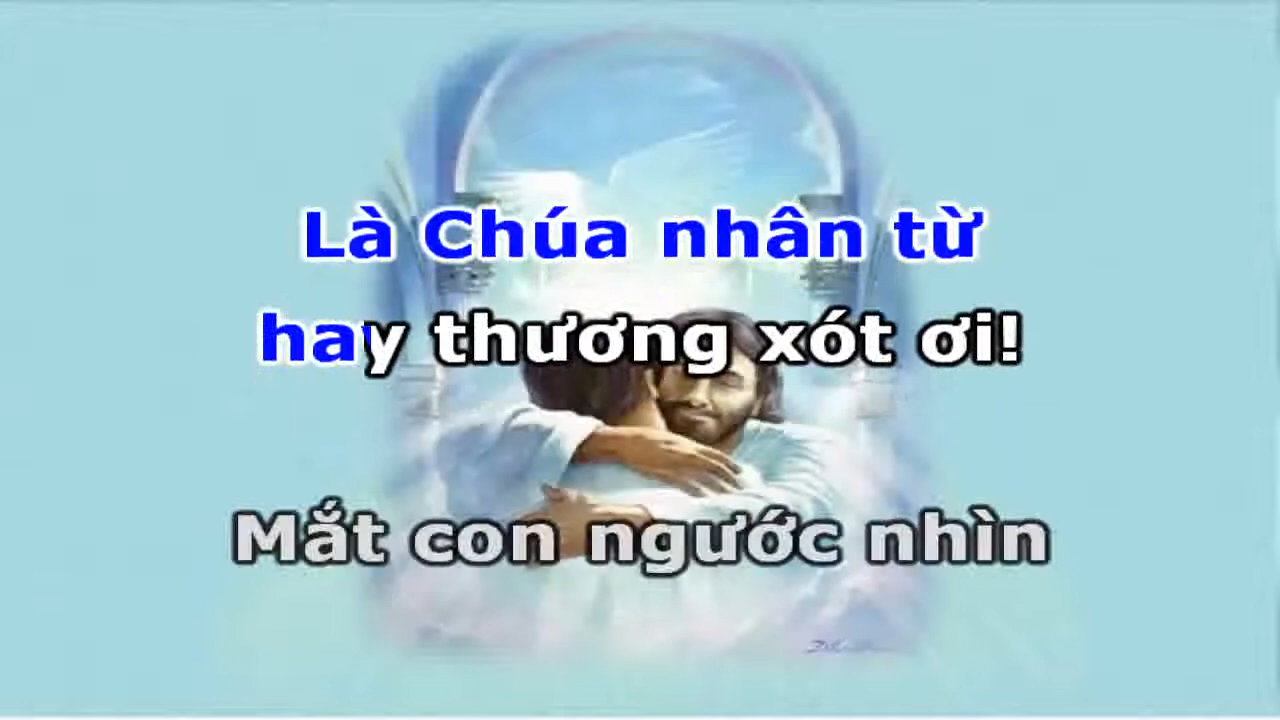 Là Chúa nhân từ
hay thương xót ơi!
Mắt con ngước nhìn